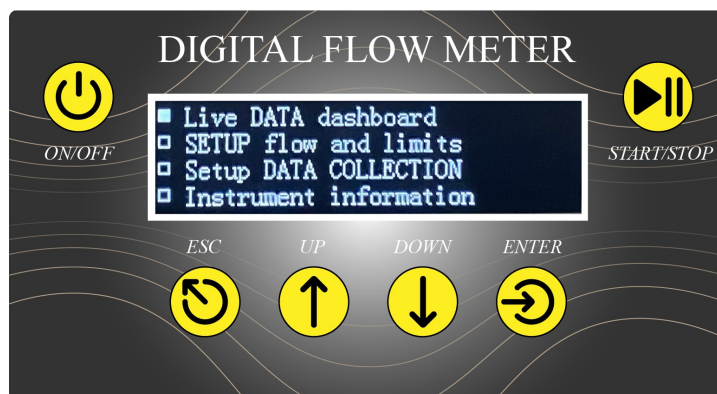 DIGITAL FLOW METER
Live DATA dashboard
SETUP flow and limits
Setup DATA COLLECTION
Instrument information
ON/OFF
START/STOP
ESC
UP
DOWN
ENTER